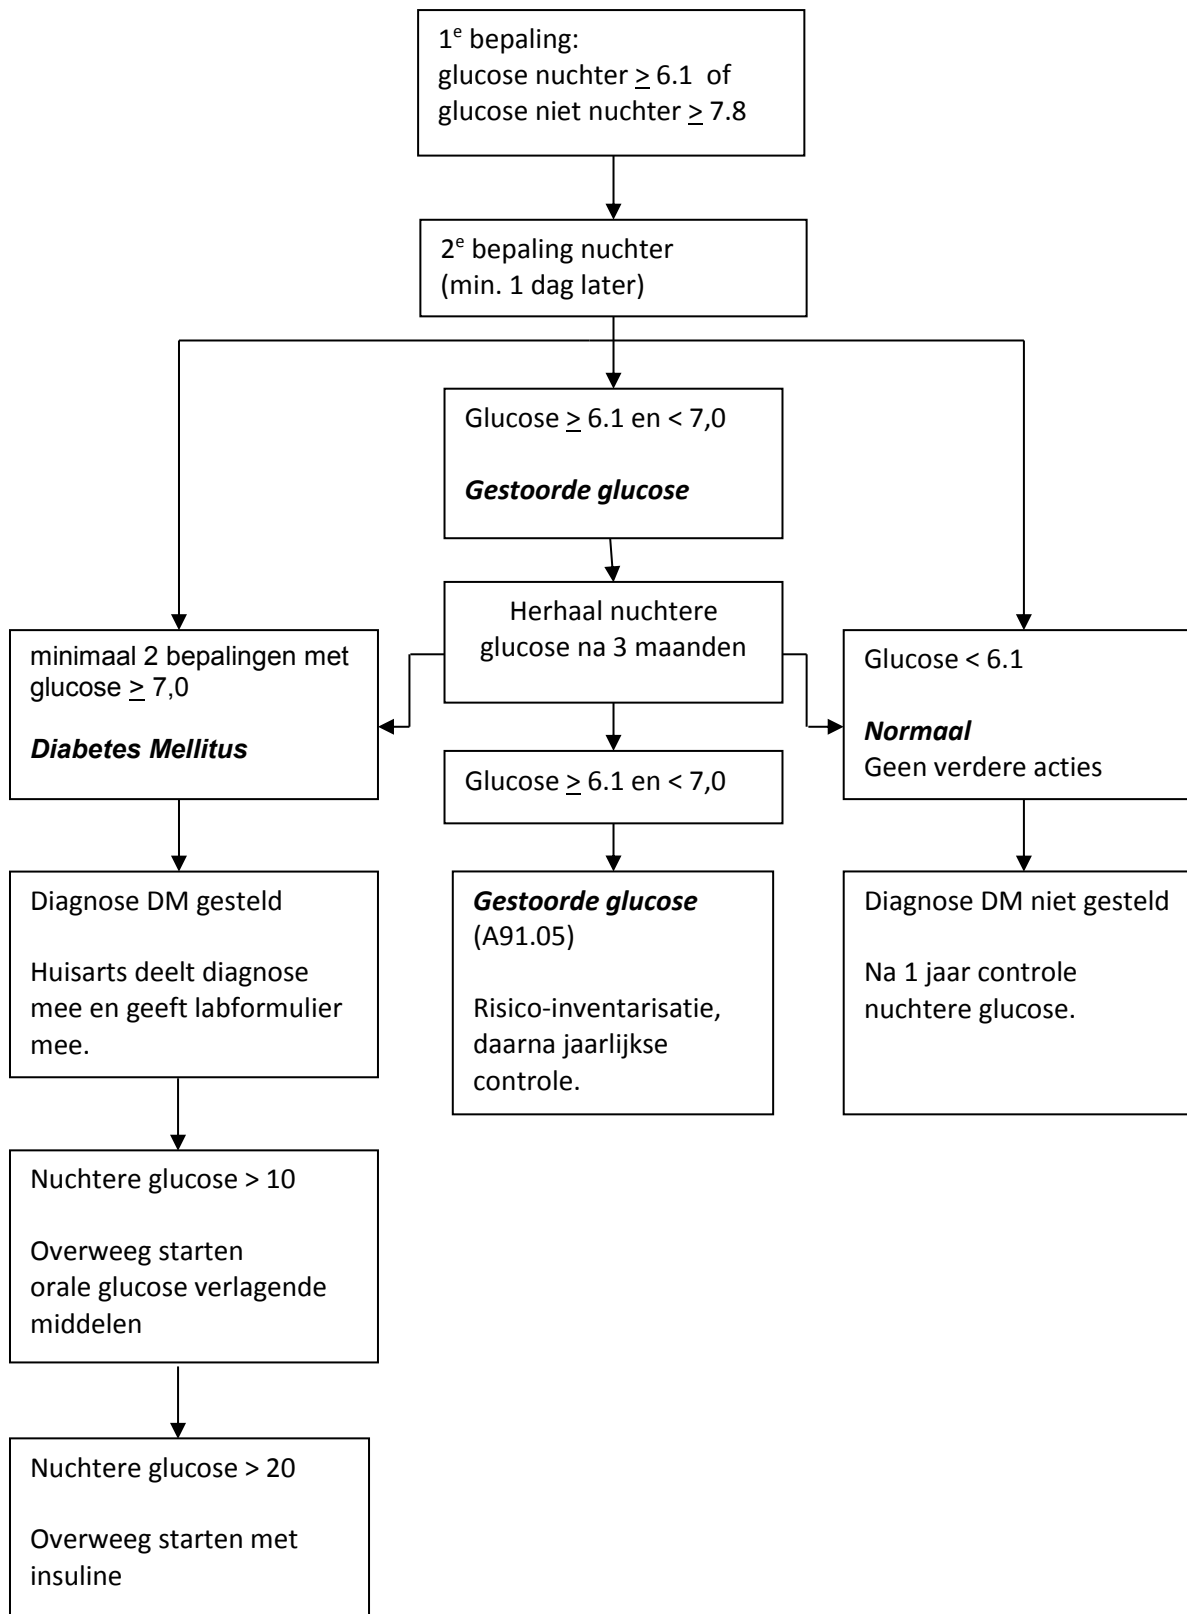 1e bepaling:
glucose nuchter ≥ 6.1 of
glucose niet nuchter ≥ 7.8
2e bepaling nuchter
(min. 1 dag later)
Glucose ≥ 6.1 en < 7,0
Gestoorde glucose
Herhaal nuchtere
glucose na 3 maanden
minimaal 2 bepalingen met
glucose ≥ 7,0
Diabetes Mellitus
Glucose < 6.1
Normaal
Geen verdere acties
Glucose ≥ 6.1 en < 7,0
Diagnose DM gesteld
Huisarts deelt diagnose
mee en geeft labformulier
mee.
Gestoorde glucose
(A91.05)
Risico-inventarisatie,
daarna jaarlijkse
controle.
Diagnose DM niet gesteld
Na 1 jaar controle
nuchtere glucose.
Nuchtere glucose > 10
Overweeg starten
orale glucose verlagende
middelen
Nuchtere glucose > 20
Overweeg starten met
insuline